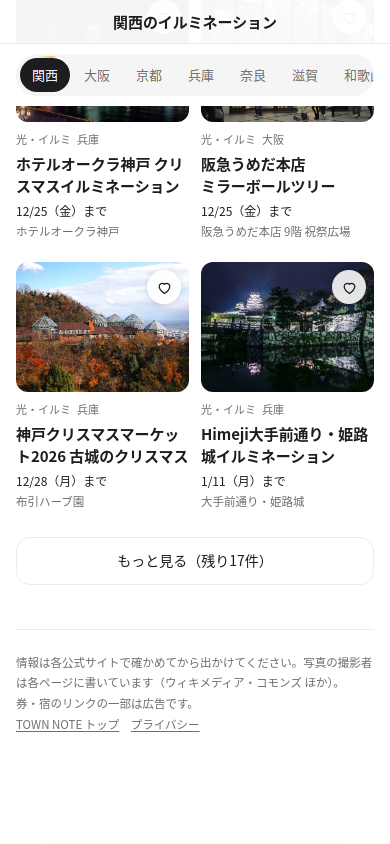 関西のイルミネーション
関西 大阪 京都 兵庫 奈良 滋賀
光・イルミ 兵庫
ホテルオークラ神戸 クリ
スマスイルミネーション
12/25（金）まで
ホテルオークラ神戸
光・イルミ 大阪
阪急うめだ本店
ミラーボールツリー
12/25（金）まで
阪急うめだ本店 9階 祝祭広場
光・イルミ 兵庫
神戸クリスマスマーケッ
ト2026 古城のクリスマス
12/28（月）まで
布引ハーブ園
光・イルミ 兵庫
Himeji大手前通り・姫路
城イルミネーション
1/11（月）まで
大手前通り・姫路城
もっと見る（残り17件）
情報は各公式サイトで確かめてから出かけてください。写真の撮影者
は各ページに書いています（ウィキメディア・コモンズ ほか）。
券・宿のリンクの一部は広告です。
TOWN NOTE トップ プライバシー